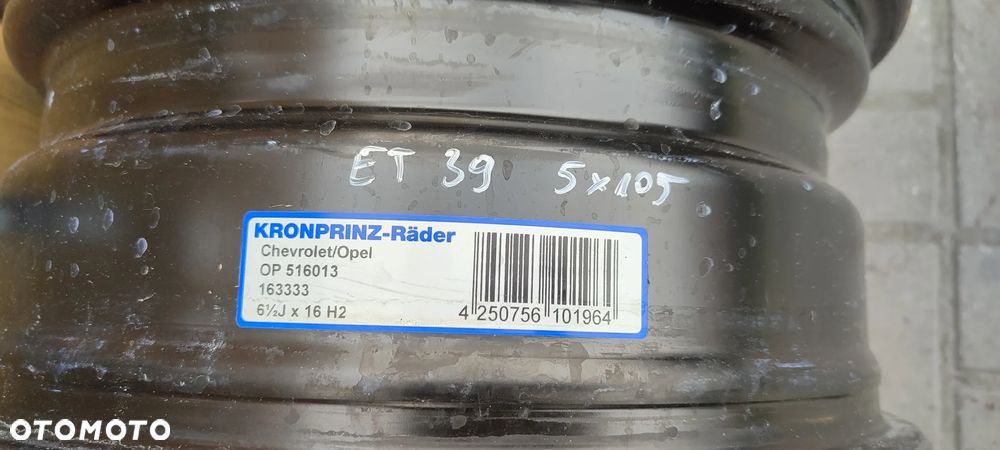 ET 39 5x105
KRONPRINZ-Räder
Chevrolet/Opel
OP 516013
163333
6½J x 16 H2
4 250756 101964
OTOMOTO